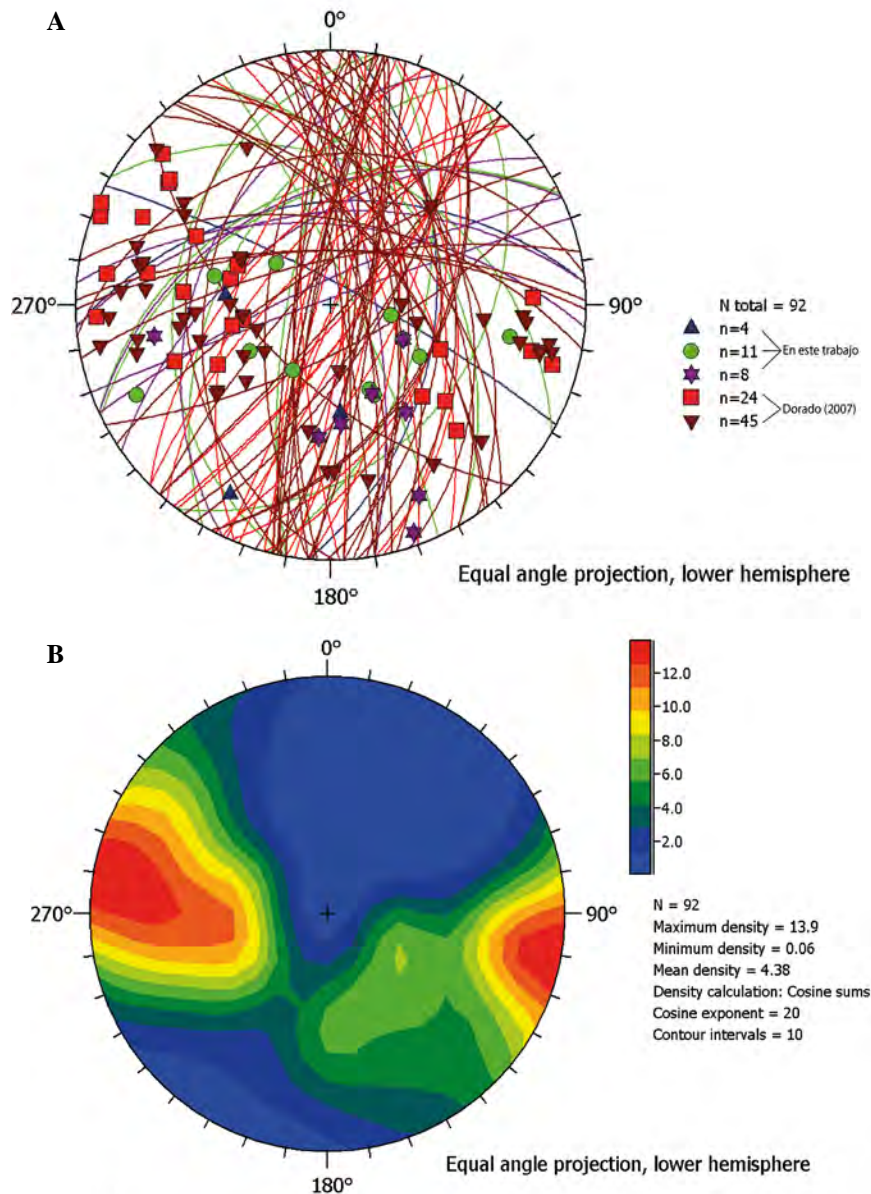 A
0°
270°
90°
180°
N total = 92
n=4
n=11
n=8
n=24
n=45
En este trabajo
Dorado (2007)
Equal angle projection, lower hemisphere
B
0°
270°
90°
180°
12.0
10.0
8.0
6.0
4.0
2.0
N = 92
Maximum density = 13.9
Minimum density = 0.06
Mean density = 4.38
Density calculation: Cosine sums
Cosine exponent = 20
Contour intervals = 10
Equal angle projection, lower hemisphere